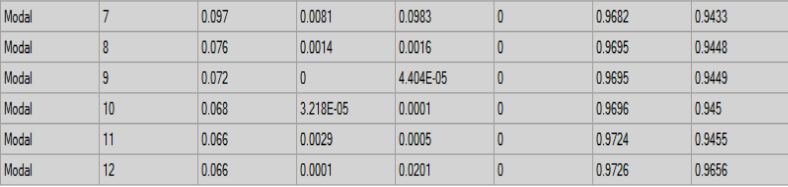 Modal 7 0.097 0.0081 0.0983 0 0.9682 0.9433
Modal 8 0.076 0.0014 0.0016 0 0.9695 0.9448
Modal 9 0.072 0 4.404E-05 0 0.9695 0.9449
Modal 10 0.068 3.218E-05 0.0001 0 0.9696 0.945
Modal 11 0.066 0.0029 0.0005 0 0.9724 0.9455
Modal 12 0.066 0.0001 0.0201 0 0.9726 0.9656